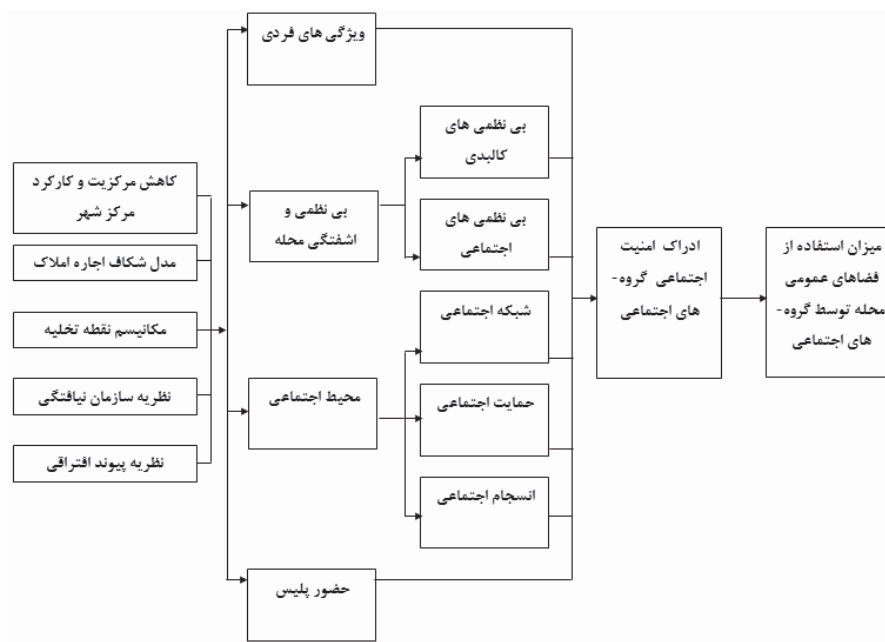 ویژگی های فردی
بی نظمی های
کالبدی
کاهش مرکزیت و کارکرد
مرکز شهر
بی نظمی و
اشفتگی محله
بی نظمی های
اجتماعی
مدل شکاف اجاره املاک
ادراک امنیت
اجتماعی گروه-
های اجتماعی
میزان استفاده از
فضاهای عمومی
محله توسط گروه-
های اجتماعی
شبکه اجتماعی
مکانیسم نقطه تخلیه
نظریه سازمان نیافتگی
محیط اجتماعی
حمایت اجتماعی
نظریه پیوند افتراقی
انسجام اجتماعی
حضور پلیس